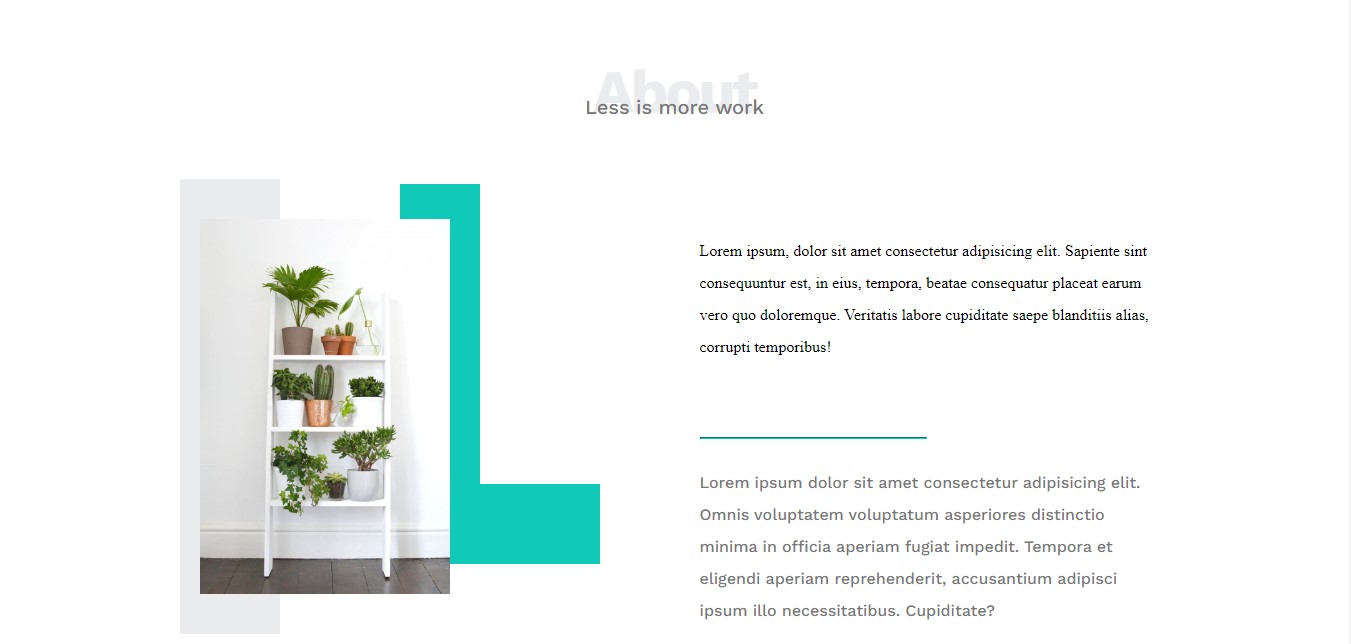 About
Less is more work
Lorem ipsum, dolor sit amet consectetur adipisicing elit. Sapiente sint
consequuntur est, in eius, tempora, beatae consequatur placeat earum
vero quo doloremque. Veritatis labore cupiditate saepe blanditiis alias,
corrupti temporibus!
Lorem ipsum dolor sit amet consectetur adipisicing elit.
Omnis voluptatem voluptatum asperiores distinctio
minima in officia aperiam fugiat impedit. Tempora et
eligendi aperiam reprehenderit, accusantium adipisci
ipsum illo necessitatibus. Cupiditate?